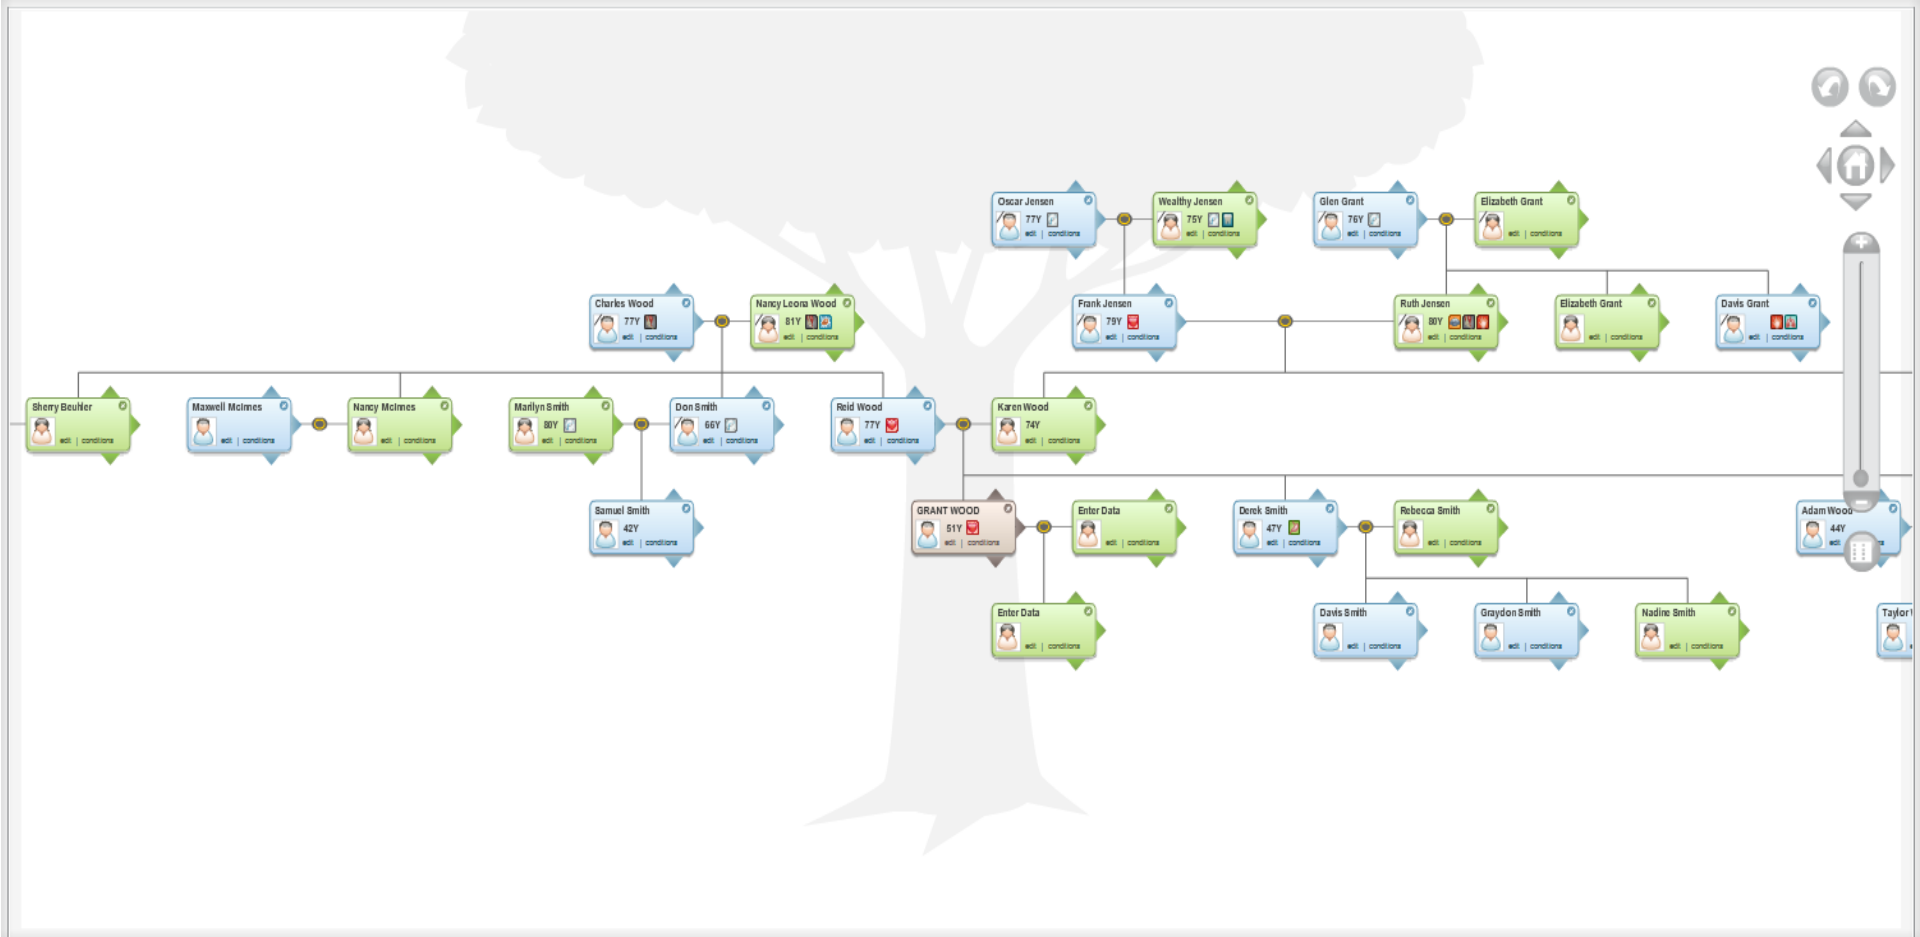 Oscar Jensen
77Y
edit | conditions
Wealthy Jensen
75Y
edit | conditions
Glen Grant
76Y
edit | conditions
Elizabeth Grant
edit | conditions
Charles Wood
77Y
edit | conditions
Nancy Leona Wood
81Y
edit | conditions
Frank Jensen
79Y
edit | conditions
Ruth Jensen
80Y
edit | conditions
Elizabeth Grant
edit | conditions
Davis Grant
edit | conditions
Sherry Beuhler
edit | conditions
Maxwell McInnes
edit | conditions
Nancy McInnes
edit | conditions
Marilyn Smith
80Y
edit | conditions
Don Smith
66Y
edit | conditions
Reid Wood
77Y
edit | conditions
Karen Wood
74Y
edit | conditions
Samuel Smith
42Y
edit | conditions
GRANT WOOD
51Y
edit | conditions
Enter Data
edit | conditions
Derek Smith
47Y
edit | conditions
Rebecca Smith
edit | conditions
Adam Wood
44Y
edit | conditions
Enter Data
edit | conditions
Davis Smith
edit | conditions
Graydon Smith
edit | conditions
Nadine Smith
edit | conditions
Taylor
edit